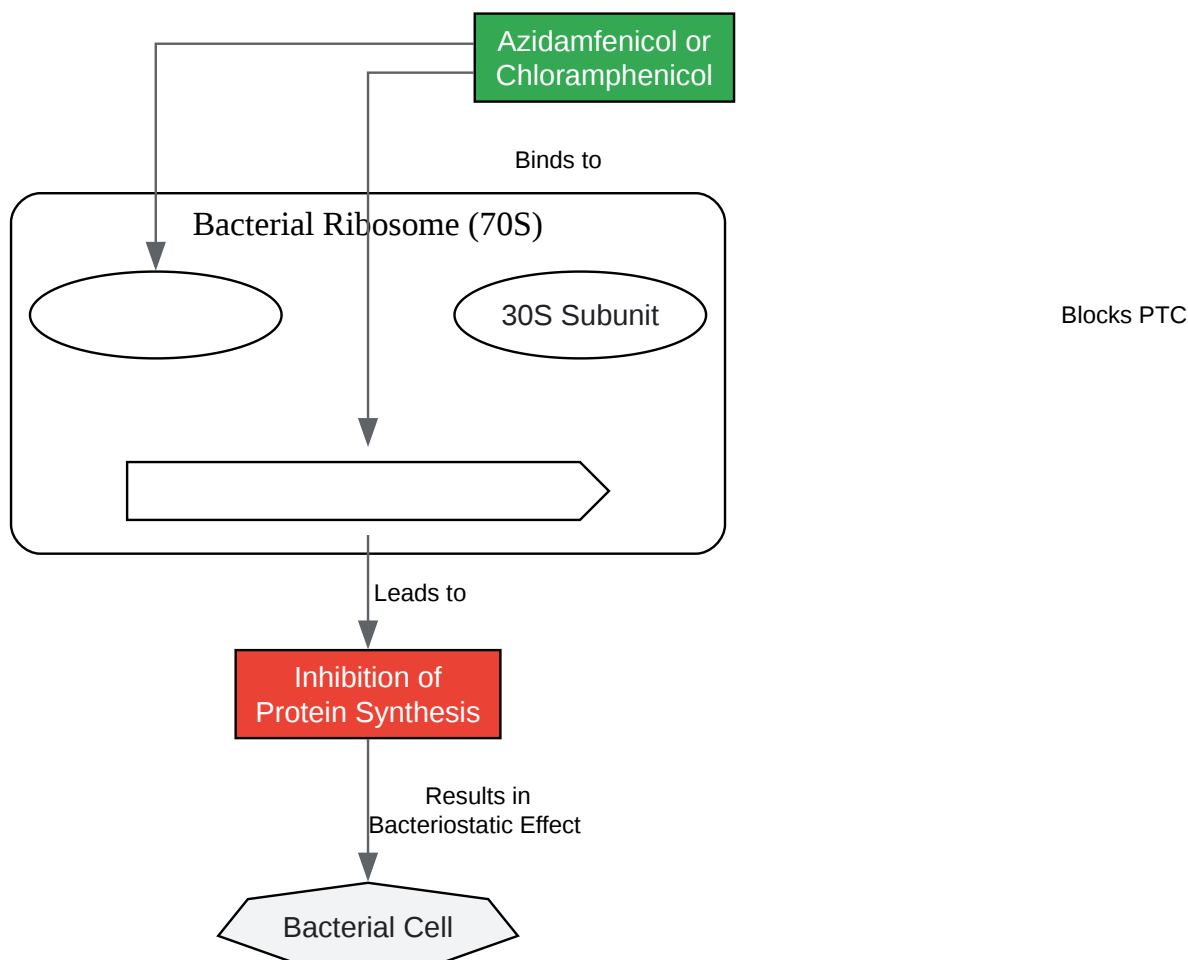 Azidamfenicol or
Chloramphenicol
Binds to
Bacterial Ribosome (70S)
30S Subunit
Blocks PTC
Leads to
Inhibition of
Protein Synthesis
Results in
Bacteriostatic Effect
Bacterial Cell